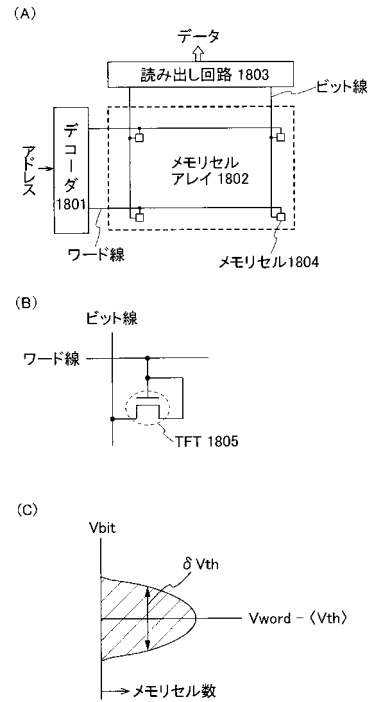 (A)
データ
読み出し回路 1803
ビット線
デコーダ
1801
アドレス
メモリセル
アレイ 1802
ワード線
メモリセル1804
(B)
ビット線
ワード線
TFT 1805
(C)
Vbit
δVth
Vword - 〈Vth〉
メモリセル数